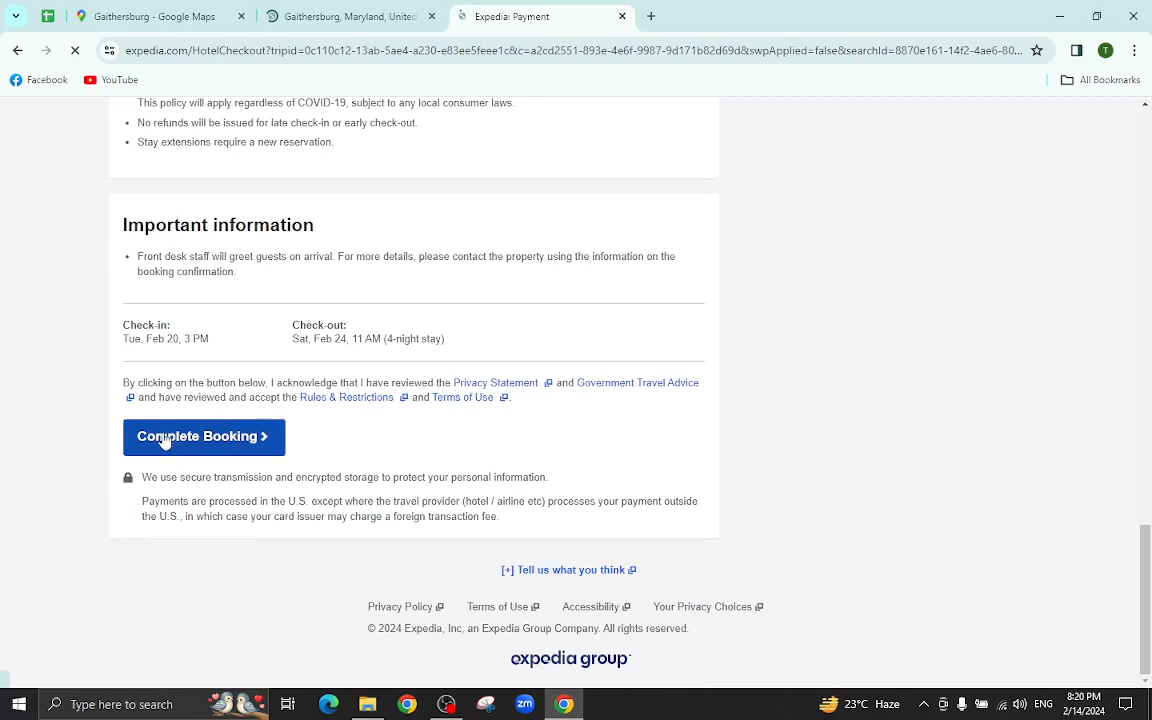 Gaithersburg - Google Maps
Gaithersburg, Maryland, United
Expedia: Payment
expedia.com/HotelCheckout?tripid=0c110c12-13ab-5ae4-a230-e83ee5feee1c&c=a2cd2551-893e-4e6f-9987-9d171b82d69d&swpApplied=false&searchId=8870e161-14f2-4ae6-80...
T
Facebook
YouTube
All Bookmarks
This policy will apply regardless of COVID-19, subject to any local consumer laws.
• No refunds will be issued for late check-in or early check-out.
• Stay extensions require a new reservation.
Important information
• Front desk staff will greet guests on arrival. For more details, please contact the property using the information on the
booking confirmation.
Check-in:
Tue, Feb 20, 3 PM
Check-out:
Sat, Feb 24, 11 AM (4-night stay)
By clicking on the button below, I acknowledge that I have reviewed the Privacy Statement and Government Travel Advice
and have reviewed and accept the Rules & Restrictions and Terms of Use .
Complete Booking
We use secure transmission and encrypted storage to protect your personal information.
Payments are processed in the U.S. except where the travel provider (hotel / airline etc) processes your payment outside
the U.S., in which case your card issuer may charge a foreign transaction fee.
[+] Tell us what you think
Privacy Policy Terms of Use Accessibility Your Privacy Choices
© 2024 Expedia, Inc, an Expedia Group Company. All rights reserved.
expedia group
Type here to search
zm
23°C Haze
ENG
8:20 PM
2/14/2024